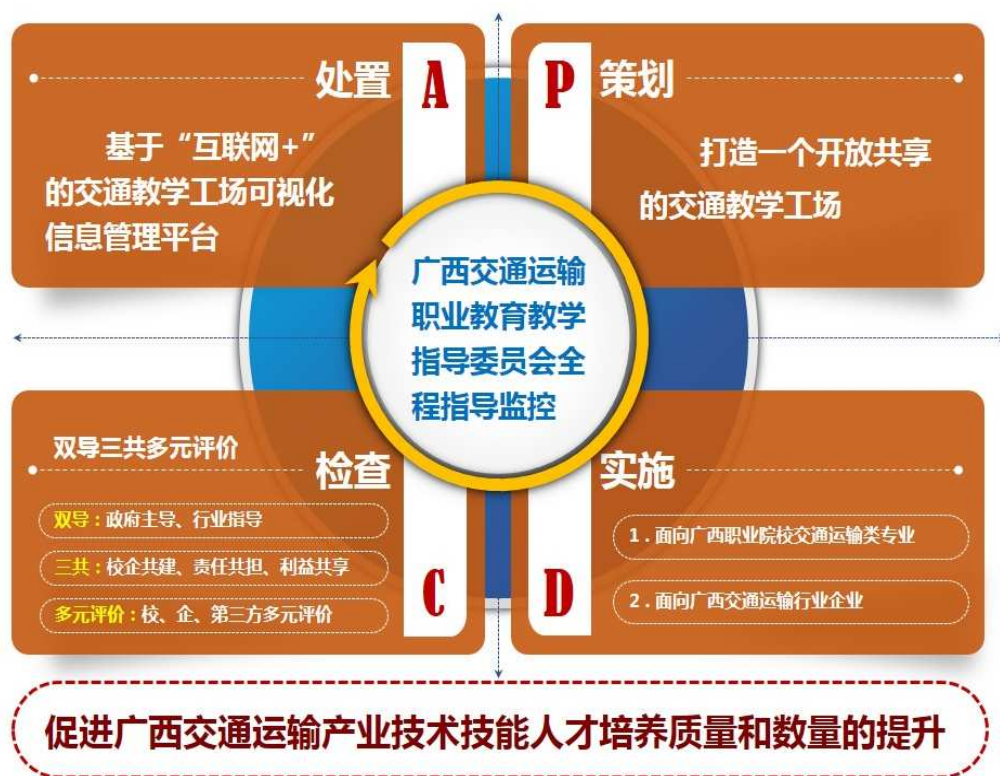 处置
A
基于“互联网+”
的交通教学工场可视化
信息管理平台
P
策划
打造一个开放共享
的交通教学工场
广西交通运输
职业教育教学
指导委员会全
程指导监控
双导三共多元评价
检查
双导：政府主导、行业指导
三共：校企共建、责任共担、利益共享
多元评价：校、企、第三方多元评价
C
实施
1．面向广西职业院校交通运输类专业
2．面向广西交通运输行业企业
D
促进广西交通运输产业技术技能人才培养质量和数量的提升